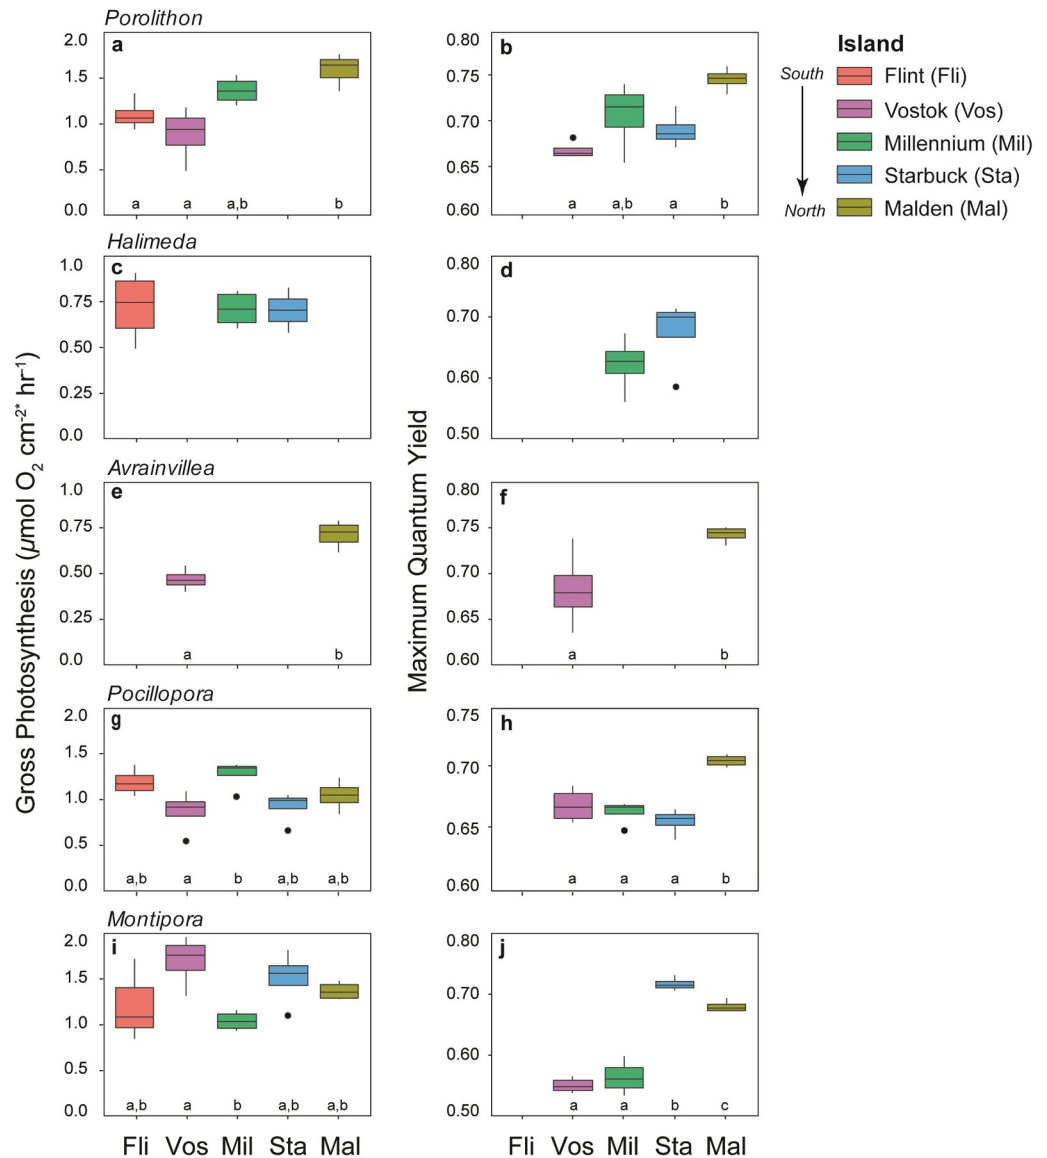 Porolithon
a
2.0
1.5
1.0
0.5
0.0
a a a,b b
b
0.80
0.75
0.70
0.65
0.60
a a,b a b
Island
South
North
Flint (Fli)
Vostok (Vos)
Millennium (Mil)
Starbuck (Sta)
Malden (Mal)
Halimeda
c
1.0
0.75
0.50
0.25
0.0
d
0.80
0.70
0.60
0.50
Avrainvillea
e
1.0
0.75
0.50
0.25
0.0
a b
f
0.80
0.75
0.70
0.65
0.60
a b
Pocillopora
g
2.0
1.5
1.0
0.5
0.0
a,b a b a,b a,b
h
0.75
0.70
0.65
0.60
a a a b
Montipora
i
2.0
1.5
1.0
0.5
0.0
a,b a b a,b a,b
j
0.80
0.70
0.60
0.50
a a b c
Fli Vos Mil Sta Mal
Fli Vos Mil Sta Mal
Gross Photosynthesis (µmol O2 cm-2* hr-1)
Maximum Quantum Yield